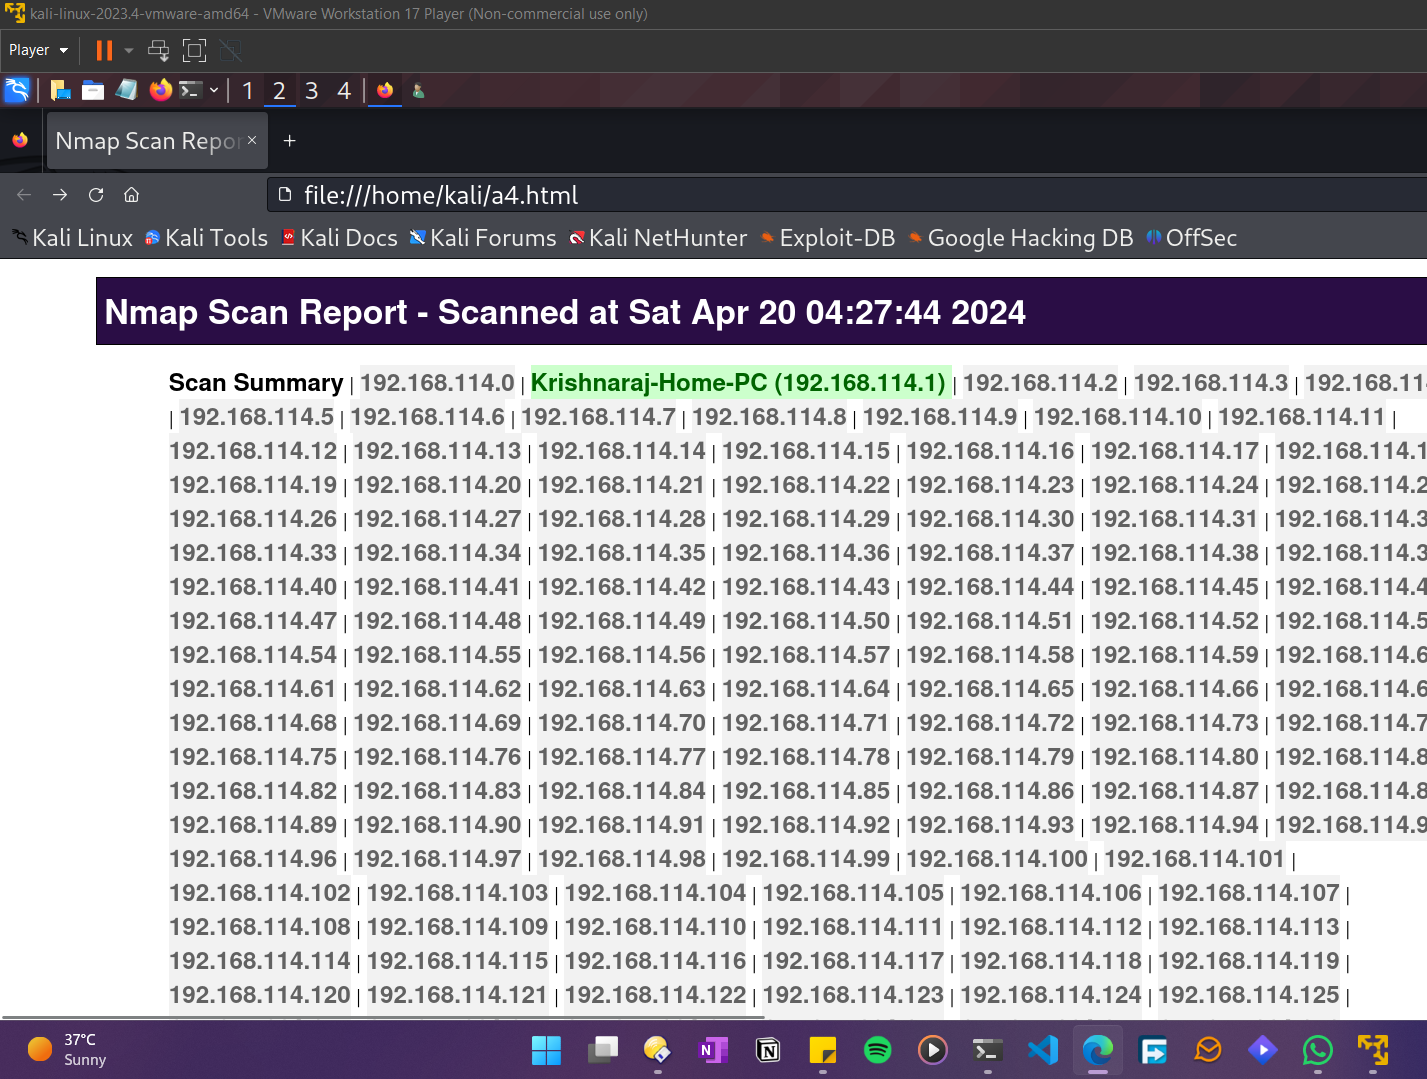 kali-linux-2023.4-vmware-amd64 - VMware Workstation 17 Player (Non-commercial use only)
Player
1 2 3 4
Nmap Scan Repor
file:///home/kali/a4.html
Kali Linux Kali Tools Kali Docs Kali Forums Kali NetHunter Exploit-DB Google Hacking DB OffSec
Nmap Scan Report - Scanned at Sat Apr 20 04:27:44 2024
Scan Summary | 192.168.114.0 | Krishnaraj-Home-PC (192.168.114.1) | 192.168.114.2 | 192.168.114.3 | 192.168.11
| 192.168.114.5 | 192.168.114.6 | 192.168.114.7 | 192.168.114.8 | 192.168.114.9 | 192.168.114.10 | 192.168.114.11 |
192.168.114.12 | 192.168.114.13 | 192.168.114.14 | 192.168.114.15 | 192.168.114.16 | 192.168.114.17 | 192.168.114.1
192.168.114.19 | 192.168.114.20 | 192.168.114.21 | 192.168.114.22 | 192.168.114.23 | 192.168.114.24 | 192.168.114.2
192.168.114.26 | 192.168.114.27 | 192.168.114.28 | 192.168.114.29 | 192.168.114.30 | 192.168.114.31 | 192.168.114.3
192.168.114.33 | 192.168.114.34 | 192.168.114.35 | 192.168.114.36 | 192.168.114.37 | 192.168.114.38 | 192.168.114.3
192.168.114.40 | 192.168.114.41 | 192.168.114.42 | 192.168.114.43 | 192.168.114.44 | 192.168.114.45 | 192.168.114.4
192.168.114.47 | 192.168.114.48 | 192.168.114.49 | 192.168.114.50 | 192.168.114.51 | 192.168.114.52 | 192.168.114.5
192.168.114.54 | 192.168.114.55 | 192.168.114.56 | 192.168.114.57 | 192.168.114.58 | 192.168.114.59 | 192.168.114.6
192.168.114.61 | 192.168.114.62 | 192.168.114.63 | 192.168.114.64 | 192.168.114.65 | 192.168.114.66 | 192.168.114.6
192.168.114.68 | 192.168.114.69 | 192.168.114.70 | 192.168.114.71 | 192.168.114.72 | 192.168.114.73 | 192.168.114.7
192.168.114.75 | 192.168.114.76 | 192.168.114.77 | 192.168.114.78 | 192.168.114.79 | 192.168.114.80 | 192.168.114.8
192.168.114.82 | 192.168.114.83 | 192.168.114.84 | 192.168.114.85 | 192.168.114.86 | 192.168.114.87 | 192.168.114.8
192.168.114.89 | 192.168.114.90 | 192.168.114.91 | 192.168.114.92 | 192.168.114.93 | 192.168.114.94 | 192.168.114.9
192.168.114.96 | 192.168.114.97 | 192.168.114.98 | 192.168.114.99 | 192.168.114.100 | 192.168.114.101 |
192.168.114.102 | 192.168.114.103 | 192.168.114.104 | 192.168.114.105 | 192.168.114.106 | 192.168.114.107 |
192.168.114.108 | 192.168.114.109 | 192.168.114.110 | 192.168.114.111 | 192.168.114.112 | 192.168.114.113 |
192.168.114.114 | 192.168.114.115 | 192.168.114.116 | 192.168.114.117 | 192.168.114.118 | 192.168.114.119 |
192.168.114.120 | 192.168.114.121 | 192.168.114.122 | 192.168.114.123 | 192.168.114.124 | 192.168.114.125 |
37°C
Sunny